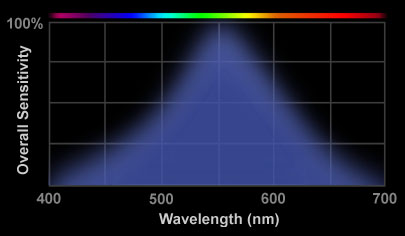 100%
Overall Sensitivity
400 500 600 700
Wavelength (nm)